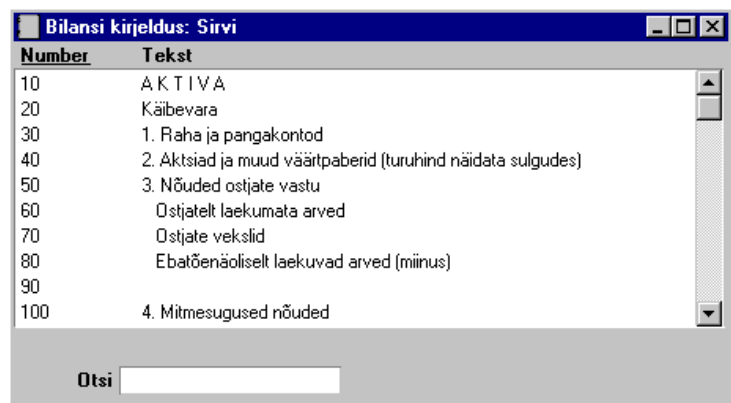 Bilansi kirjeldus: Sirvi
Number Tekst
10 A K T I V A
20 Käibevara
30 1. Raha ja pangakontod
40 2. Aktsiad ja muud väärtpaberid (turuhind näidata sulgudes)
50 3. Nõuded ostjate vastu
60 Ostjatelt laekumata arved
70 Ostjate vekslid
80 Ebatõenäoliselt laekuvad arved (miinus)
90
100 4. Mitmesugused nõuded
Otsi